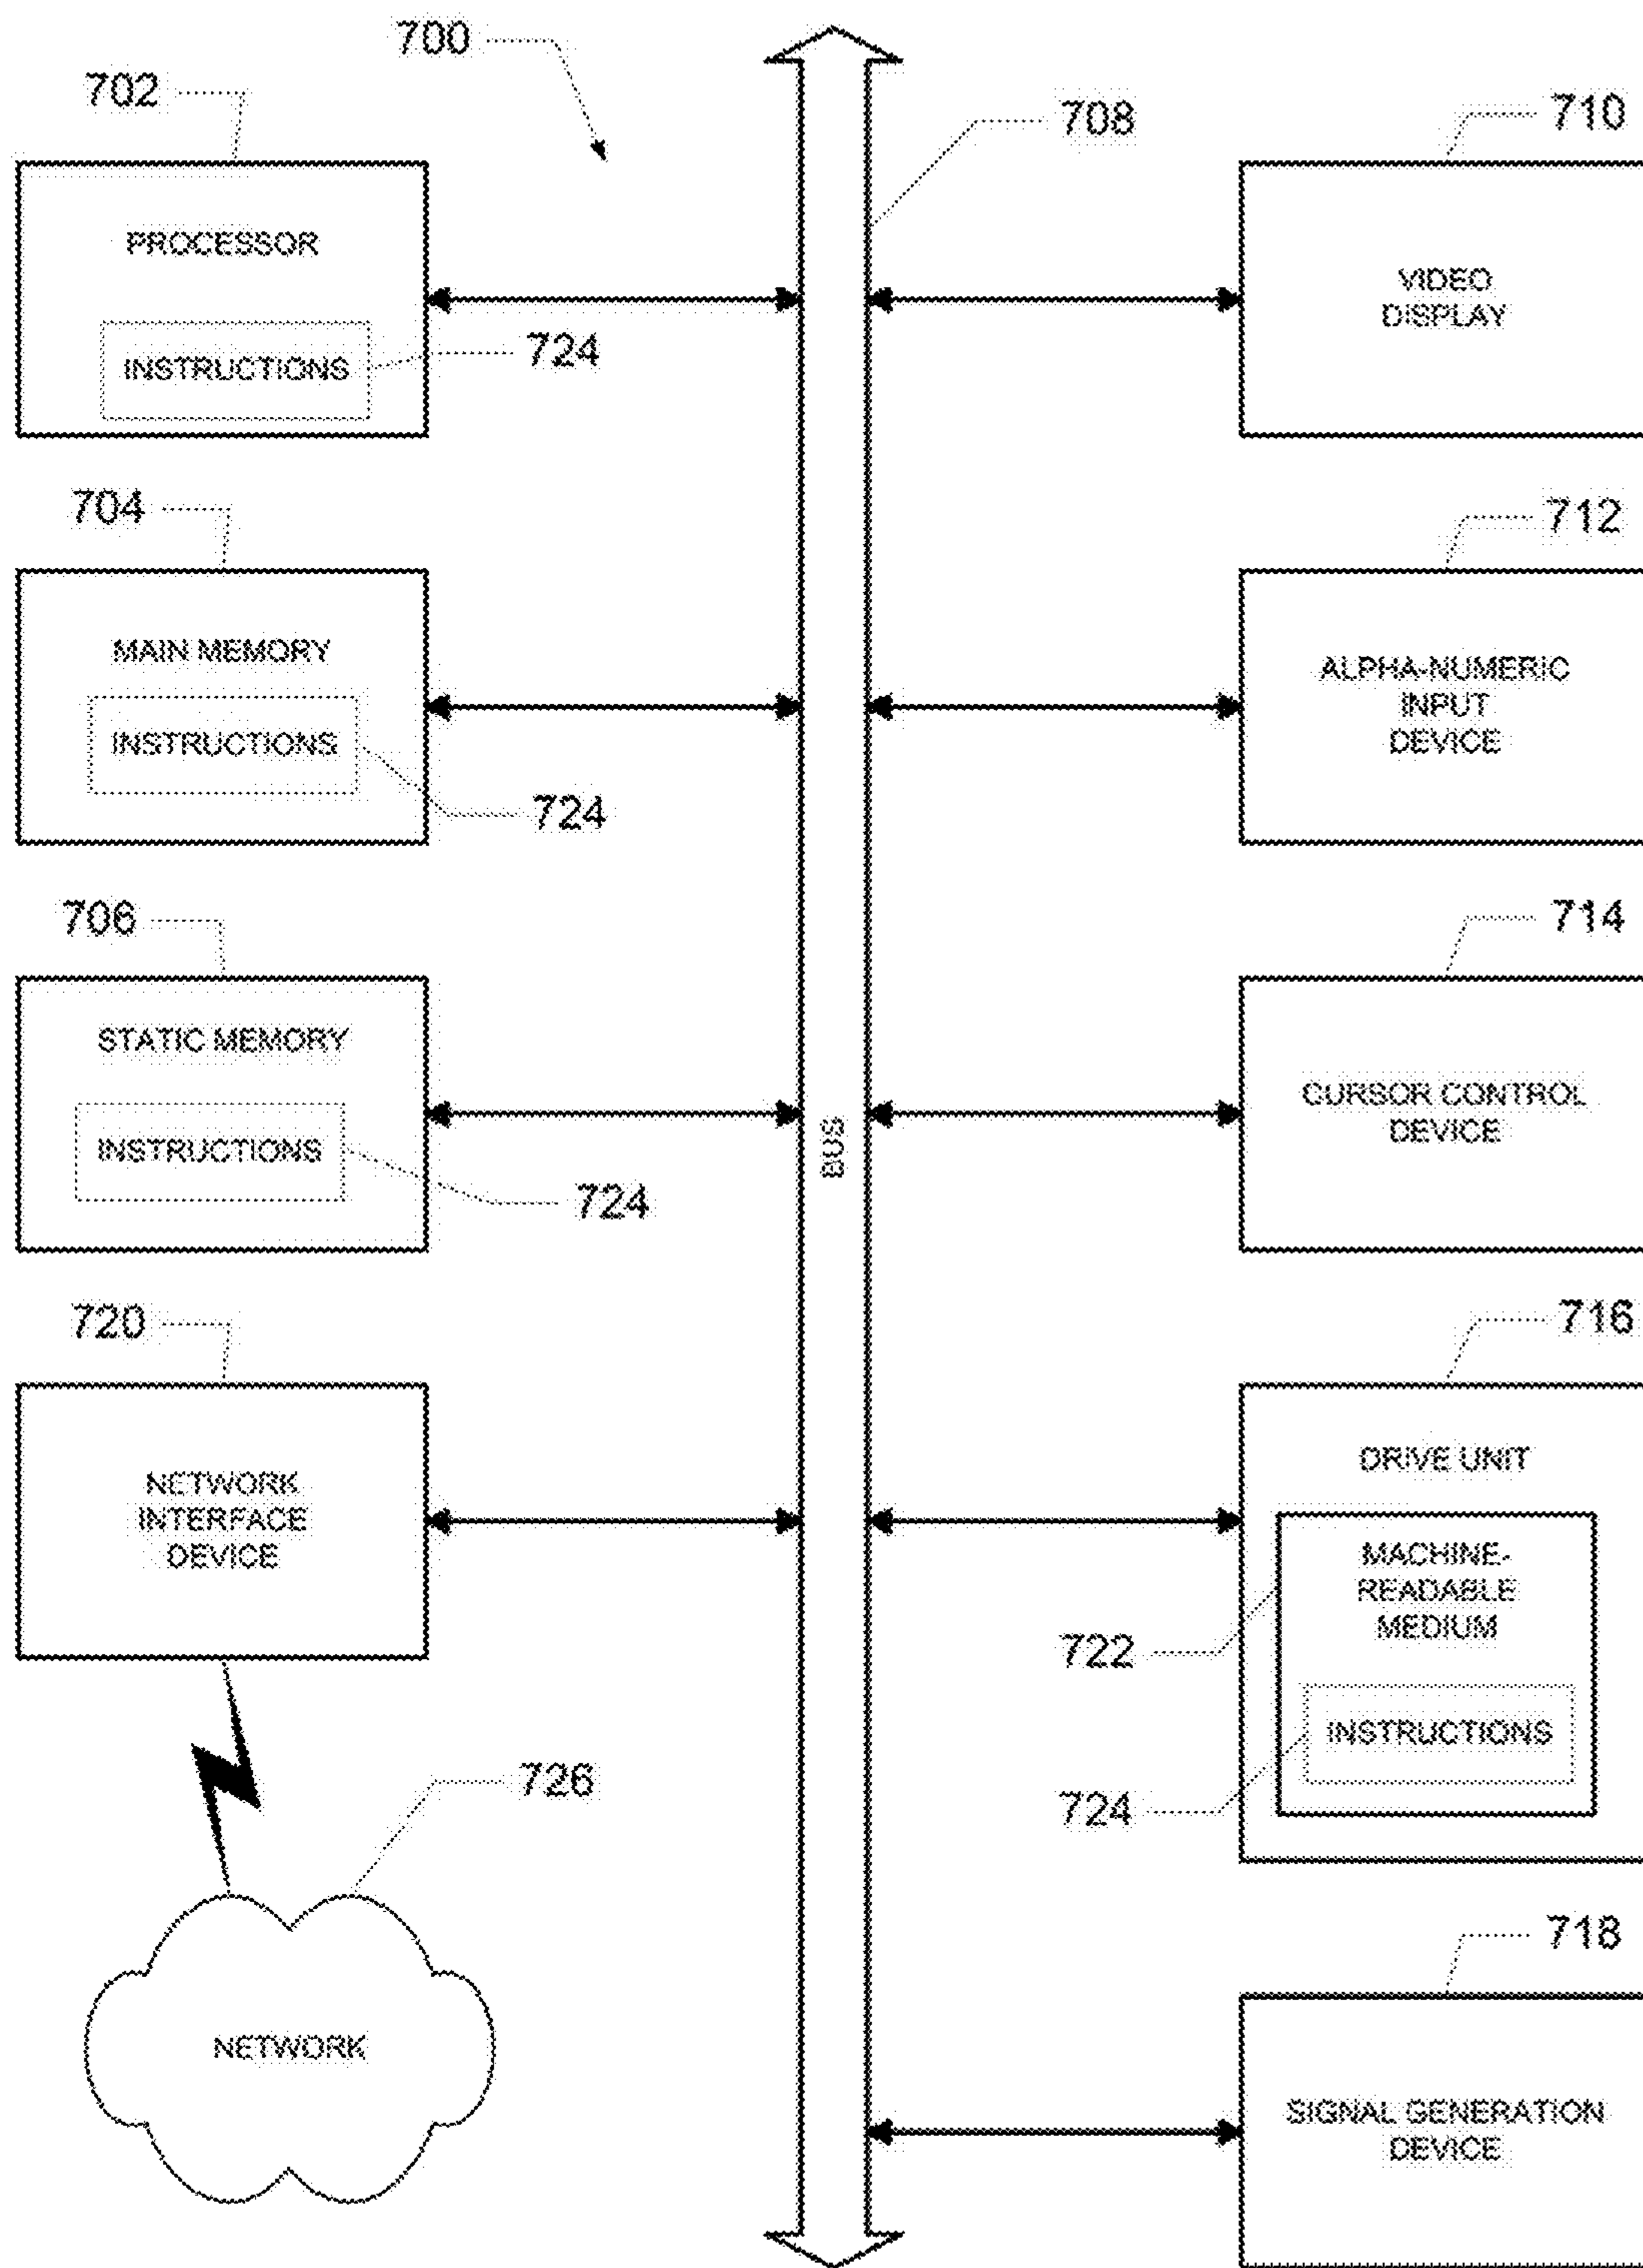 700
702
708
710
PROCESSOR
INSTRUCTIONS
724
VIDEO
DISPLAY
704
712
MAIN MEMORY
INSTRUCTIONS
724
ALPHA-NUMERIC
INPUT
DEVICE
706
714
STATIC MEMORY
INSTRUCTIONS
724
BUS
CURSOR CONTROL
DEVICE
720
716
NETWORK
INTERFACE
DEVICE
DRIVE UNIT
MACHINE-
READABLE
MEDIUM
722
INSTRUCTIONS
724
726
NETWORK
718
SIGNAL GENERATION
DEVICE